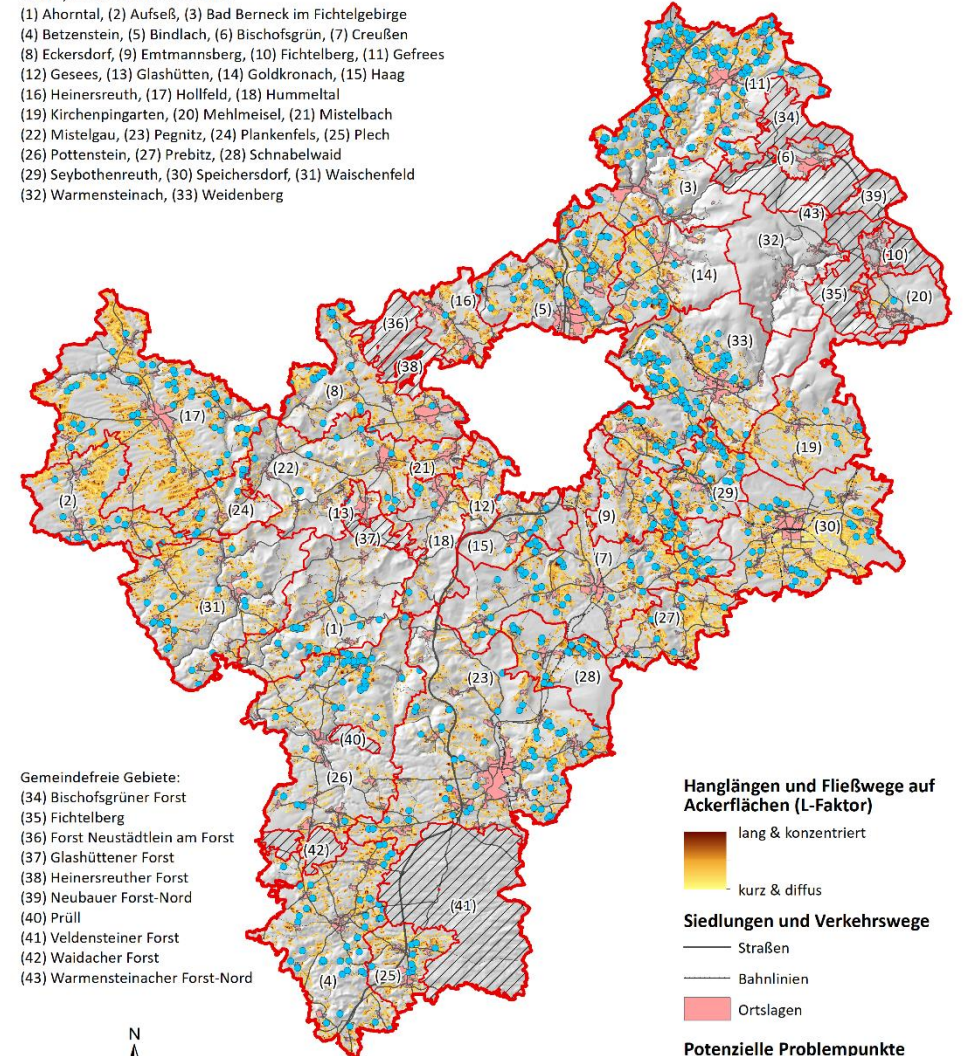 (1) Ahorntal, (2) Aufseß, (3) Bad Berneck im Fichtelgebirge
(4) Betzenstein, (5) Bindlach, (6) Bischofsgrün, (7) Creußen
(8) Eckersdorf, (9) Emtmannsberg, (10) Fichtelberg, (11) Gefrees
(12) Gesees, (13) Glashütten, (14) Goldkronach, (15) Haag
(16) Heinersreuth, (17) Hollfeld, (18) Hummeltal
(19) Kirchenpingarten, (20) Mehlmeisel, (21) Mistelbach
(22) Mistelgau, (23) Pegnitz, (24) Plankenfels, (25) Plech
(26) Pottenstein, (27) Prebitz, (28) Schnabelwaid
(29) Seybothenreuth, (30) Speichersdorf, (31) Waischenfeld
(32) Warmensteinach, (33) Weidenberg
(11)
(34)
(6)
(3)
(39)
(43)
(32)
(10)
(14)
(35)
(20)
(16)
(5)
(36)
(33)
(38)
(8)
(17)
(19)
(22)
(21)
(29)
(2)
(24)
(13)
(12)
(9)
(30)
(37)
(18)
(15)
(7)
(31)
(1)
(27)
(23)
(28)
(40)
(26)
(42)
(41)
(4)
(25)
Gemeindefreie Gebiete:
(34) Bischofsgrüner Forst
(35) Fichtelberg
(36) Forst Neustädtlein am Forst
(37) Glashüttener Forst
(38) Heinersreuther Forst
(39) Neubauer Forst-Nord
(40) Prüll
(41) Veldensteiner Forst
(42) Waidacher Forst
(43) Warmensteinacher Forst-Nord
N
Hanglängen und Fließwege auf
Ackerflächen (L-Faktor)
lang & konzentriert
kurz & diffus
Siedlungen und Verkehrswege
Straßen
Bahnlinien
Ortslagen
Potenzielle Problempunkte